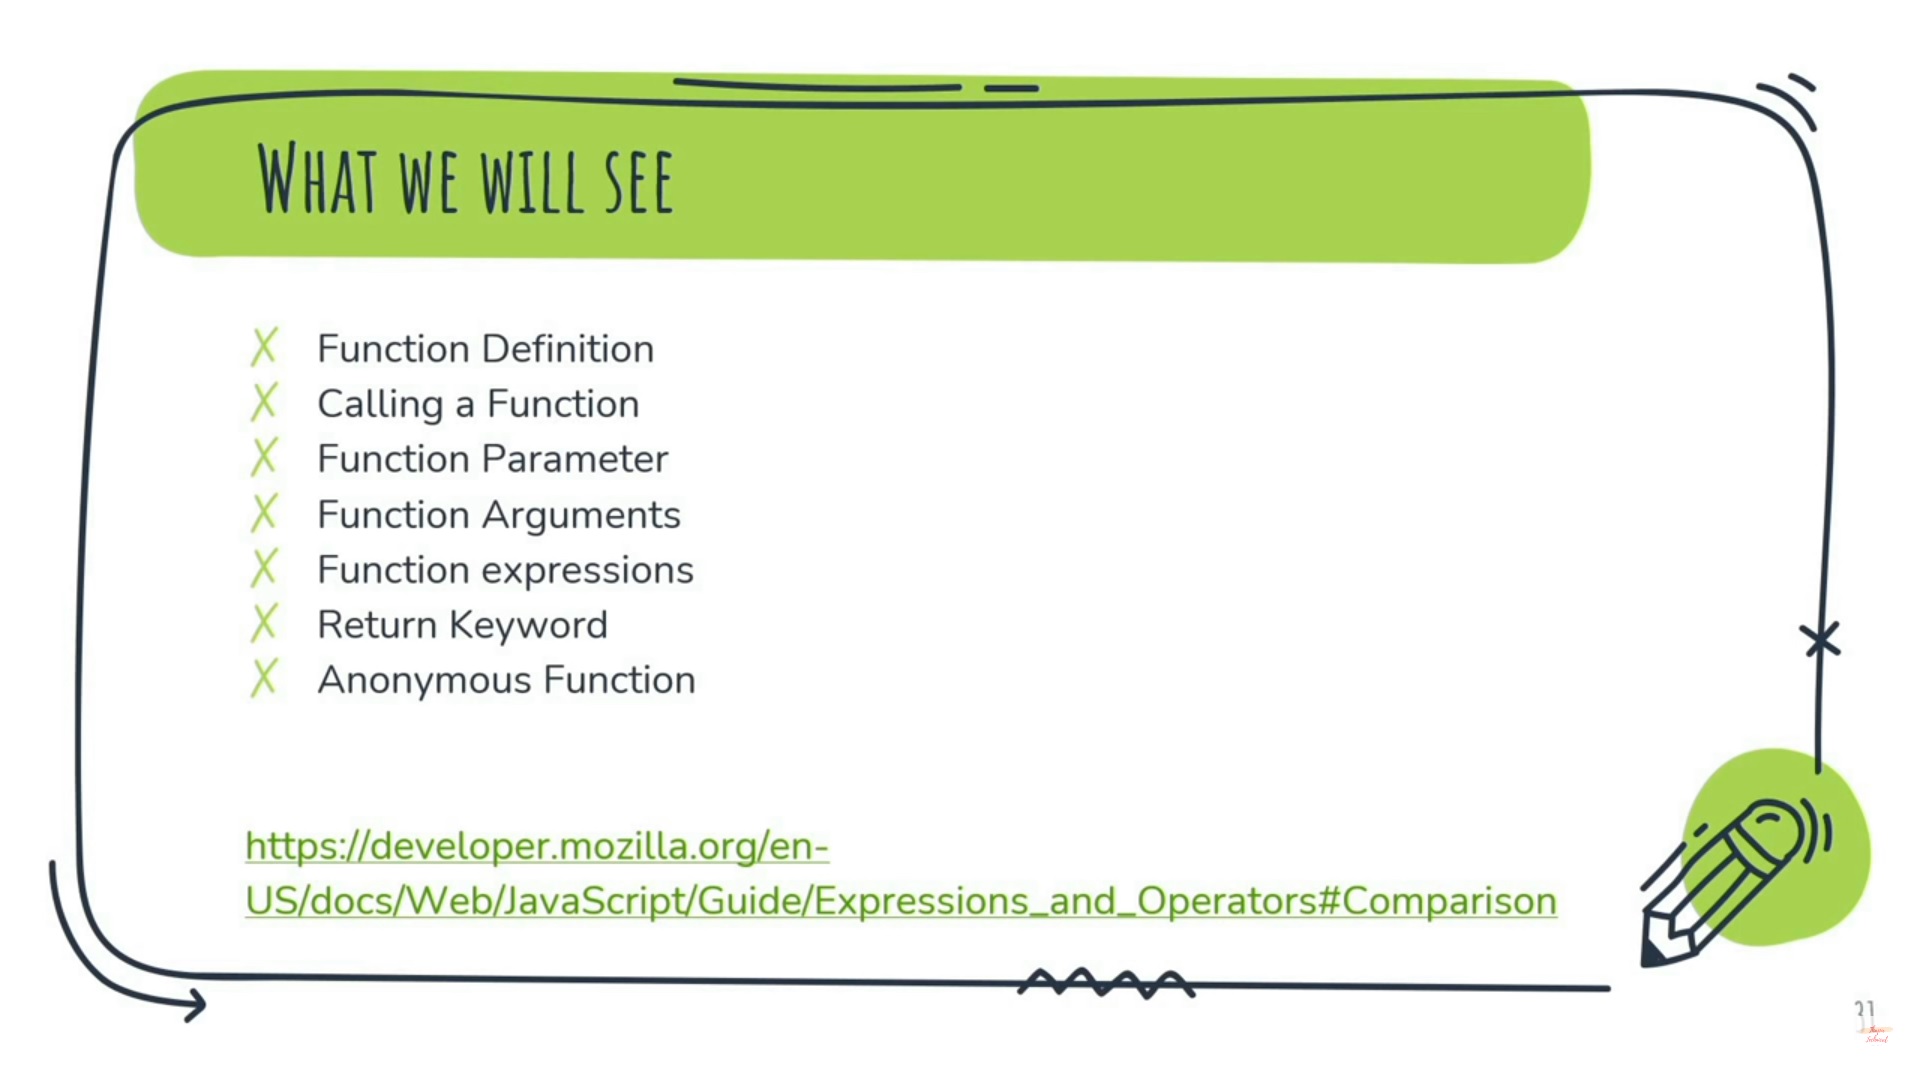 What we will see
Function Definition
Calling a Function
Function Parameter
Function Arguments
Function expressions
Return Keyword
Anonymous Function
https://developer.mozilla.org/en-
US/docs/Web/JavaScript/Guide/Expressions_and_Operators#Comparison
31